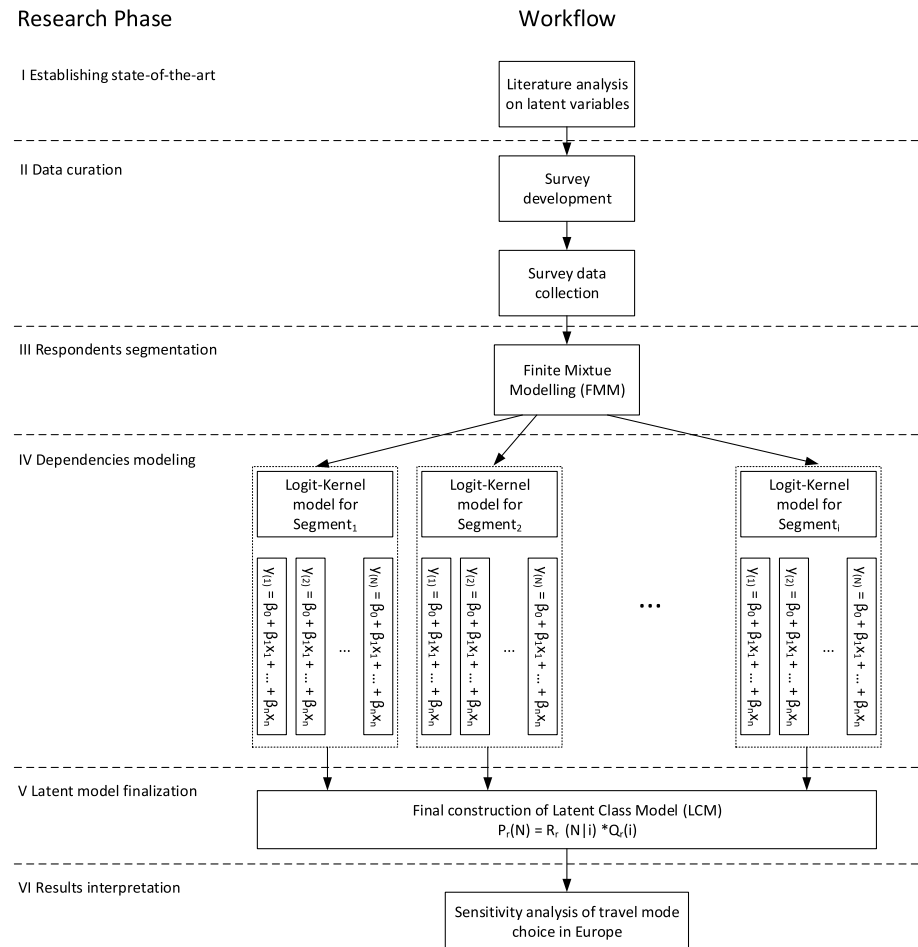 Research Phase
Workflow
I Establishing state-of-the-art
Literature analysis
on latent variables
II Data curation
Survey
development
Survey data
collection
III Respondents segmentation
Finite Mixtue
Modelling (FMM)
IV Dependencies modeling
Logit-Kernel
model for
Segment₁
Logit-Kernel
model for
Segment₂
Logit-Kernel
model for
Segmentᵢ
y₍₁₎ = β₀ + β₁x₁ + ... + βₙxₙ
y₍₂₎ = β₀ + β₁x₁ + ... + βₙxₙ
...
y₍N₎ = β₀ + β₁x₁ + ... + βₙxₙ
y₍₁₎ = β₀ + β₁x₁ + ... + βₙxₙ
y₍₂₎ = β₀ + β₁x₁ + ... + βₙxₙ
...
y₍N₎ = β₀ + β₁x₁ + ... + βₙxₙ
...
y₍₁₎ = β₀ + β₁x₁ + ... + βₙxₙ
y₍₂₎ = β₀ + β₁x₁ + ... + βₙxₙ
...
y₍N₎ = β₀ + β₁x₁ + ... + βₙxₙ
V Latent model finalization
Final construction of Latent Class Model (LCM)
Pᵣ(N) = Rᵣ (N|i) *Qᵣ(i)
VI Results interpretation
Sensitivity analysis of travel mode
choice in Europe